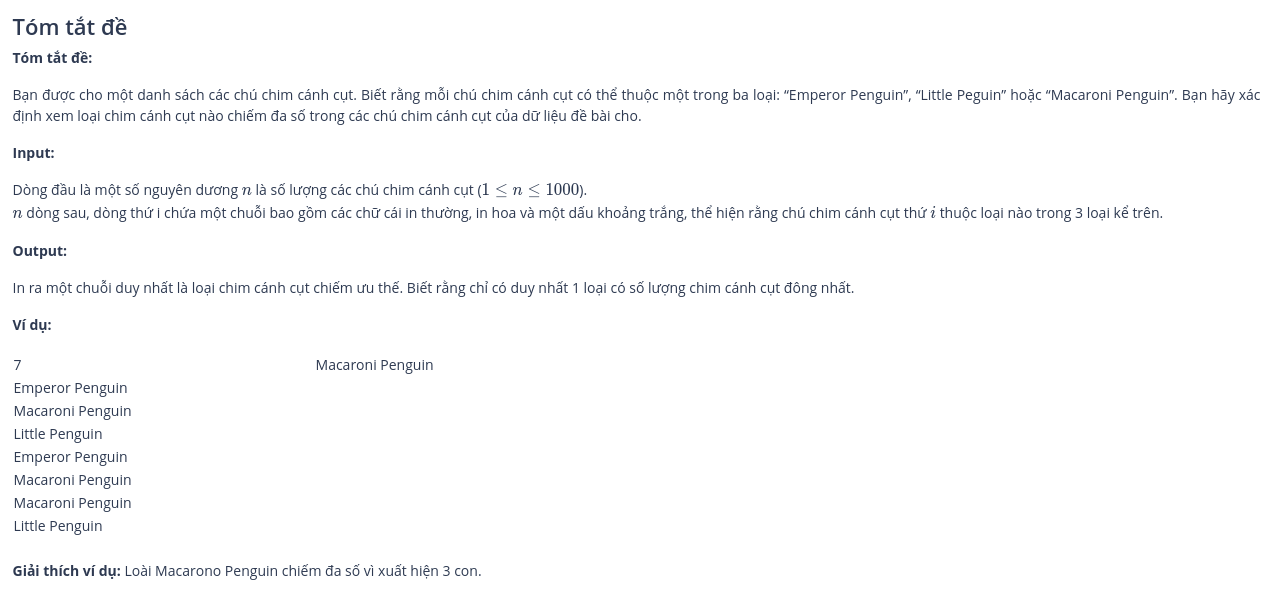 Tóm tắt đề
Tóm tắt đề:
Bạn được cho một danh sách các chú chim cánh cụt. Biết rằng mỗi chú chim cánh cụt có thể thuộc một trong ba loại: “Emperor Penguin”, “Little Peguin” hoặc “Macaroni Penguin”. Bạn hãy xác
định xem loại chim cánh cụt nào chiếm đa số trong các chú chim cánh cụt của dữ liệu đề bài cho.
Input:
Dòng đầu là một số nguyên dương n là số lượng các chú chim cánh cụt (1 ≤ n ≤ 1000).
n dòng sau, dòng thứ i chứa một chuỗi bao gồm các chữ cái in thường, in hoa và một dấu khoảng trắng, thể hiện rằng chú chim cánh cụt thứ i thuộc loại nào trong 3 loại kể trên.
Output:
In ra một chuỗi duy nhất là loại chim cánh cụt chiếm ưu thế. Biết rằng chỉ có duy nhất 1 loại có số lượng chim cánh cụt đông nhất.
Ví dụ:
7 Macaroni Penguin
Emperor Penguin
Macaroni Penguin
Little Penguin
Emperor Penguin
Macaroni Penguin
Macaroni Penguin
Little Penguin
Giải thích ví dụ: Loài Macarono Penguin chiếm đa số vì xuất hiện 3 con.